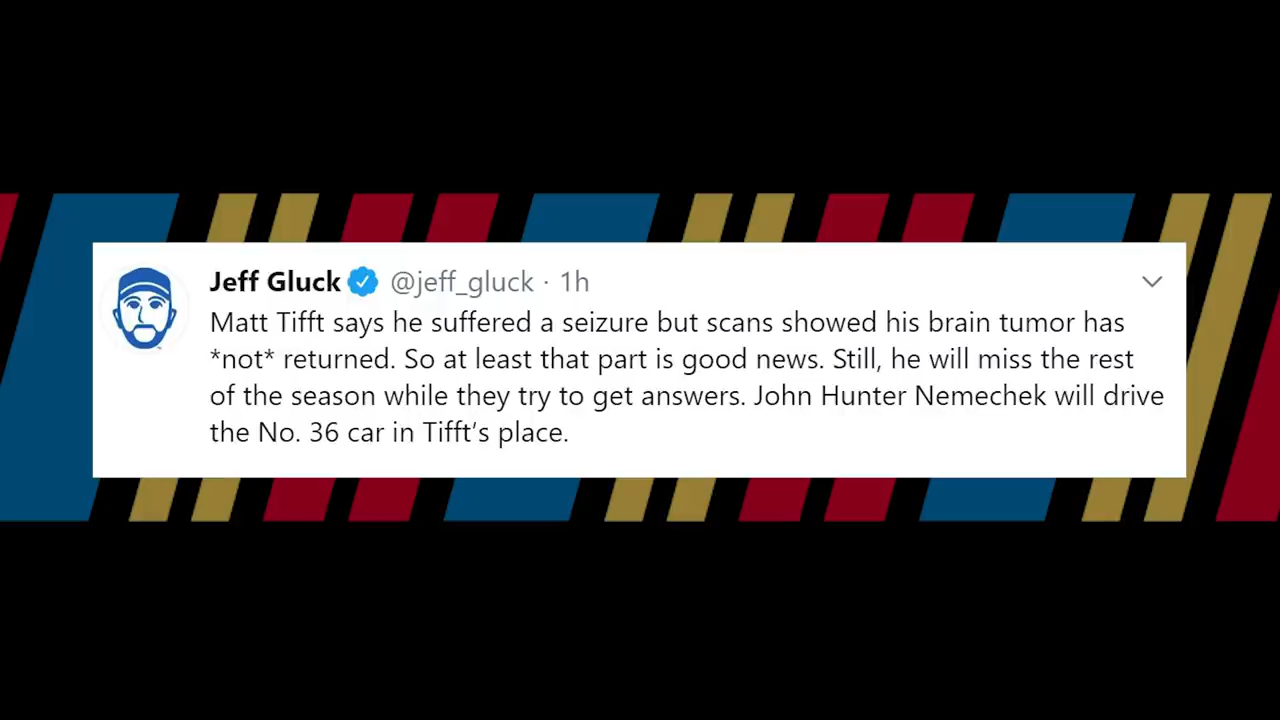 Jeff Gluck @jeff_gluck · 1h
Matt Tifft says he suffered a seizure but scans showed his brain tumor has
*not* returned. So at least that part is good news. Still, he will miss the rest
of the season while they try to get answers. John Hunter Nemechek will drive
the No. 36 car in Tifft's place.